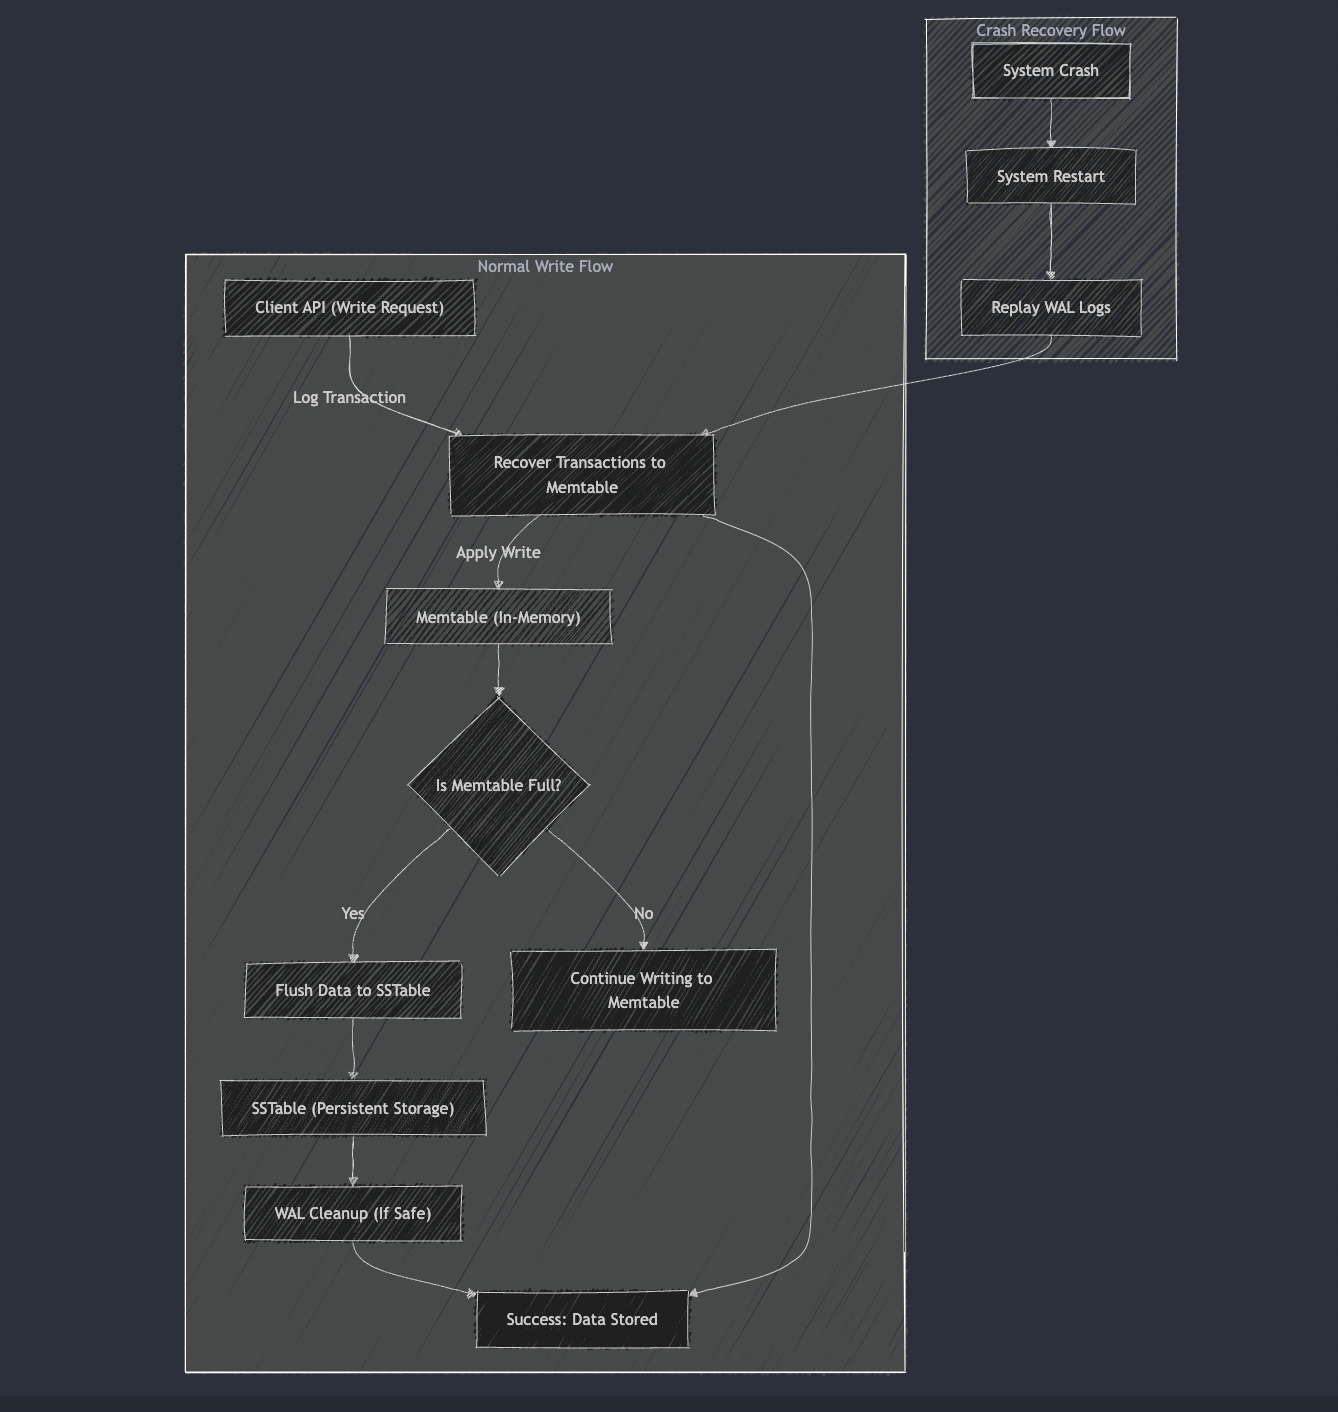 Crash Recovery Flow
System Crash
System Restart
Replay WAL Logs
Normal Write Flow
Client API (Write Request)
Log Transaction
Recover Transactions to
Memtable
Apply Write
Memtable (In-Memory)
Is Memtable Full?
Yes
No
Flush Data to SSTable
Continue Writing to
Memtable
SSTable (Persistent Storage)
WAL Cleanup (If Safe)
Success: Data Stored